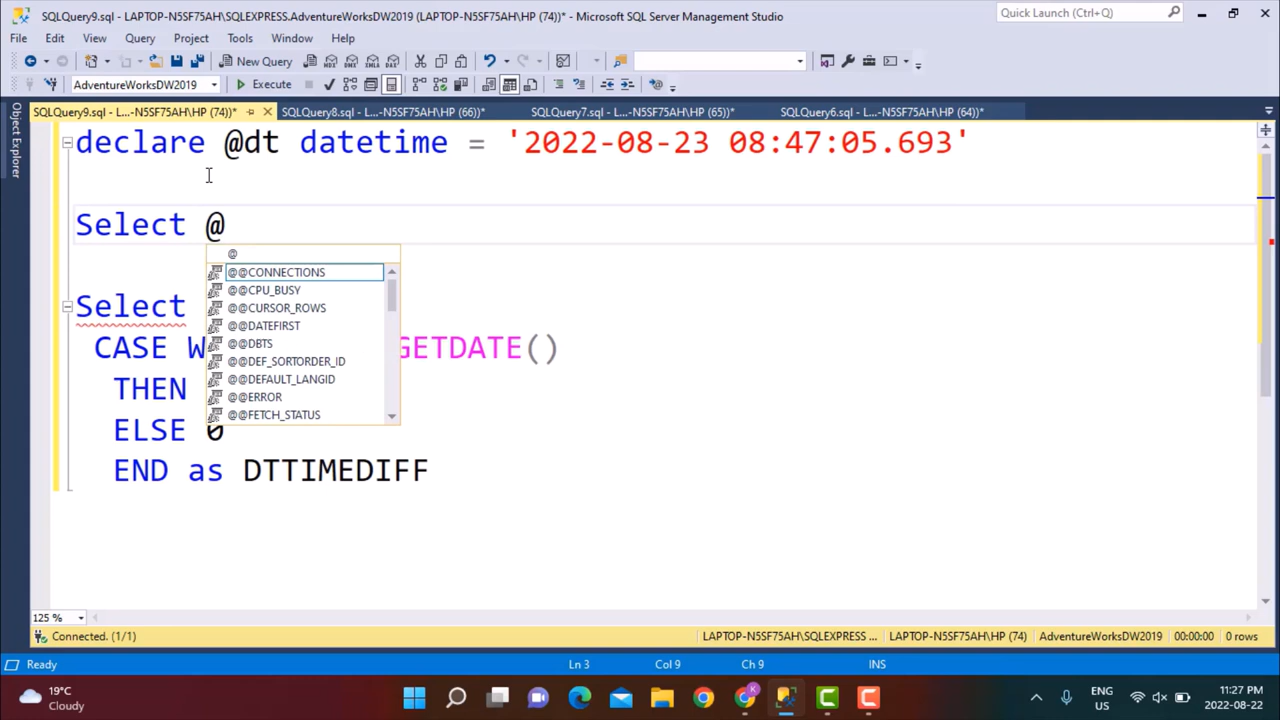 SQLQuery9.sql - LAPTOP-N5SF75AH\SQLEXPRESS.AdventureWorksDW2019 (LAPTOP-N5SF75AH\HP (74))* - Microsoft SQL Server Management Studio
Quick Launch (Ctrl+Q)
File Edit View Query Project Tools Window Help
New Query
AdventureWorksDW2019 Execute
SQLQuery9.sql - L...-N5SF75AH\HP (74))* SQLQuery8.sql - L...-N5SF75AH\HP (66))* SQLQuery7.sql - L...-N5SF75AH\HP (65))* SQLQuery6.sql - L...-N5SF75AH\HP (64))*
Object Explorer
declare @dt datetime = '2022-08-23 08:47:05.693'
Select @
@
@@CONNECTIONS
@@CPU_BUSY
@@CURSOR_ROWS
@@DATEFIRST
@@DBTS
@@DEF_SORTORDER_ID
@@DEFAULT_LANGID
@@ERROR
@@FETCH_STATUS
Select
CASE W GETDATE()
THEN
ELSE 0
END as DTTIMEDIFF
125 %
Connected. (1/1) LAPTOP-N5SF75AH\SQLEXPRESS ... LAPTOP-N5SF75AH\HP (74) AdventureWorksDW2019 00:00:00 0 rows
Ready Ln 3 Col 9 Ch 9 INS
19°C
Cloudy
ENG
US
11:27 PM
2022-08-22